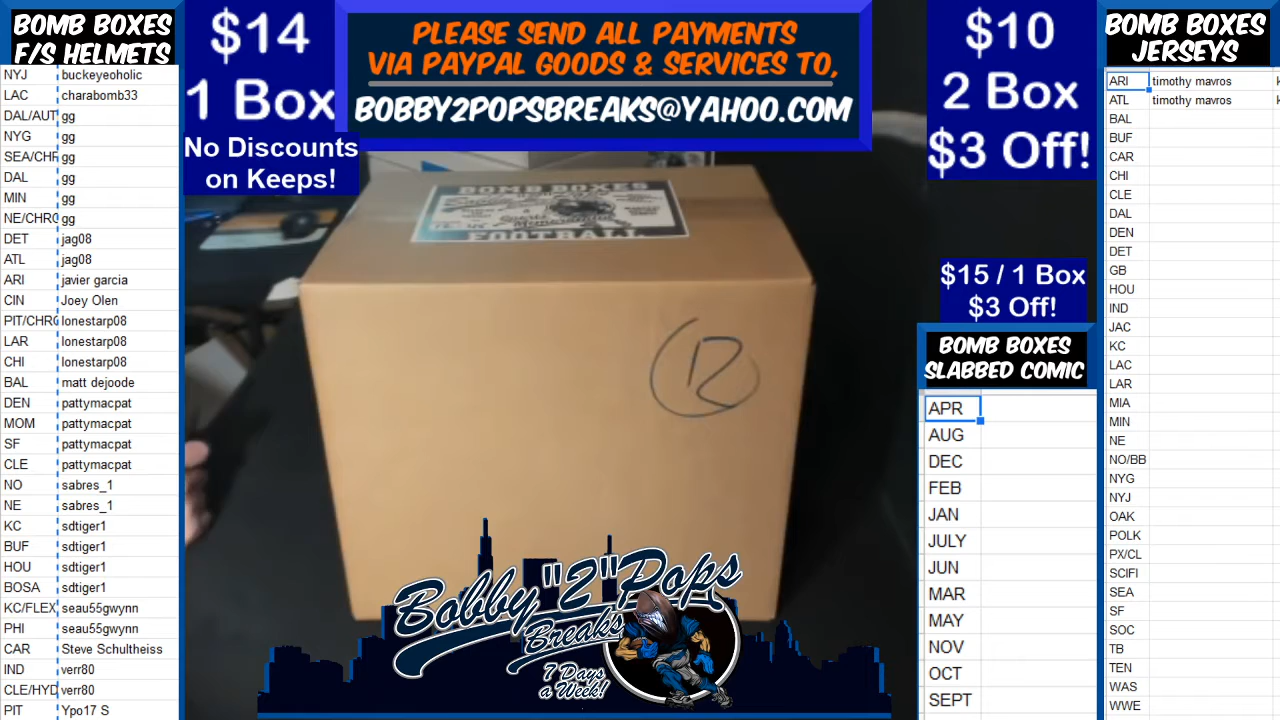 BOMB BOXES
F/S HELMETS
NYJ buckeyeoholic
LAC charabomb33
DAL/AUT gg
NYG gg
SEA/CHR gg
DAL gg
MIN gg
NE/CHRO gg
DET jag08
ATL jag08
ARI javier garcia
CIN Joey Olen
PIT/CHRO lonestarp08
LAR lonestarp08
CHI lonestarp08
BAL matt dejoode
DEN pattymacpat
MOM pattymacpat
SF pattymacpat
CLE pattymacpat
NO sabres_1
NE sabres_1
KC sdtiger1
BUF sdtiger1
HOU sdtiger1
BOSA sdtiger1
KC/FLEX seau55gwynn
PHI seau55gwynn
CAR Steve Schultheiss
IND verr80
CLE/HYD verr80
PIT Ypo17 S
$14
1 Box
No Discounts
on Keeps!
PLEASE SEND ALL PAYMENTS
VIA PAYPAL GOODS & SERVICES TO,
BOBBY2POPSBREAKS@YAHOO.COM
BOMB BOXES
FOOTBALL
12
Bobby "2" Pops
Breaks
7 Days
a Week!
$10
2 Box
$3 Off!
$15 / 1 Box
$3 Off!
BOMB BOXES
SLABBED COMIC
APR
AUG
DEC
FEB
JAN
JULY
JUN
MAR
MAY
NOV
OCT
SEPT
BOMB BOXES
JERSEYS
ARI timothy mavros
ATL timothy mavros
BAL
BUF
CAR
CHI
CLE
DAL
DEN
DET
GB
HOU
IND
JAC
KC
LAC
LAR
MIA
MIN
NE
NO/BB
NYG
NYJ
OAK
POLK
PX/CL
SCIFI
SEA
SF
SOC
TB
TEN
WAS
WWE